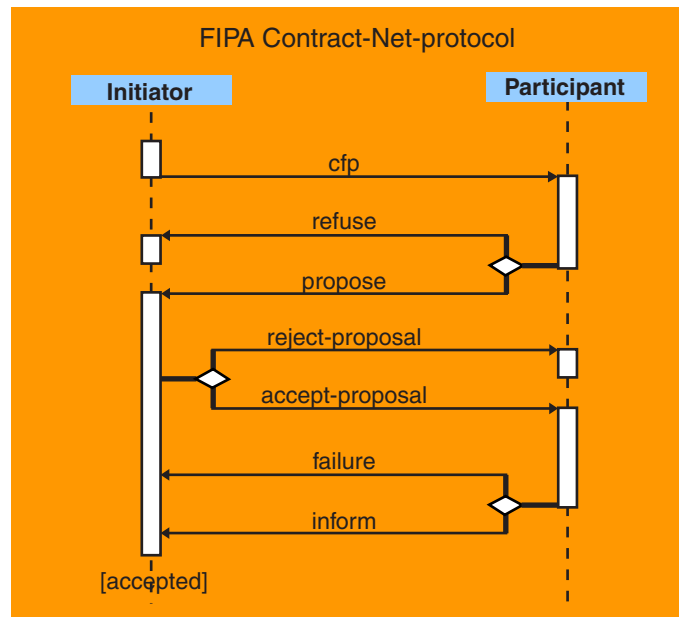 FIPA Contract-Net-protocol
Initiator
Participant
cfp
refuse
propose
reject-proposal
accept-proposal
failure
inform
[accepted]